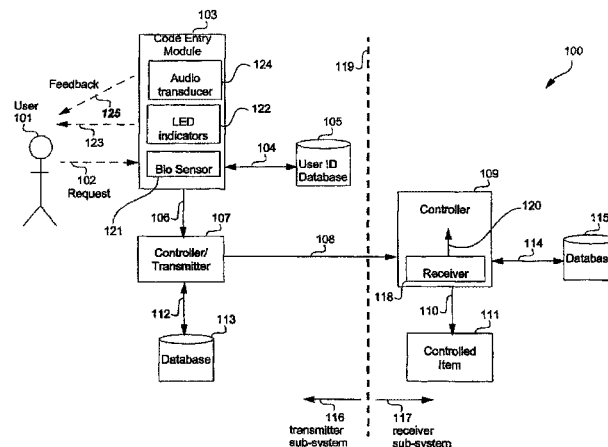 103
Code Entry
Module
Audio
transducer
124
LED
indicators
122
Bio Sensor
121
Feedback
125
123
User
101
102
Request
104
105
User ID
Database
106
107
Controller/
Transmitter
108
112
113
Database
119
100
109
Controller
120
Receiver
118
110
111
Controlled
Item
114
115
Database
116
transmitter
sub-system
117
receiver
sub-system